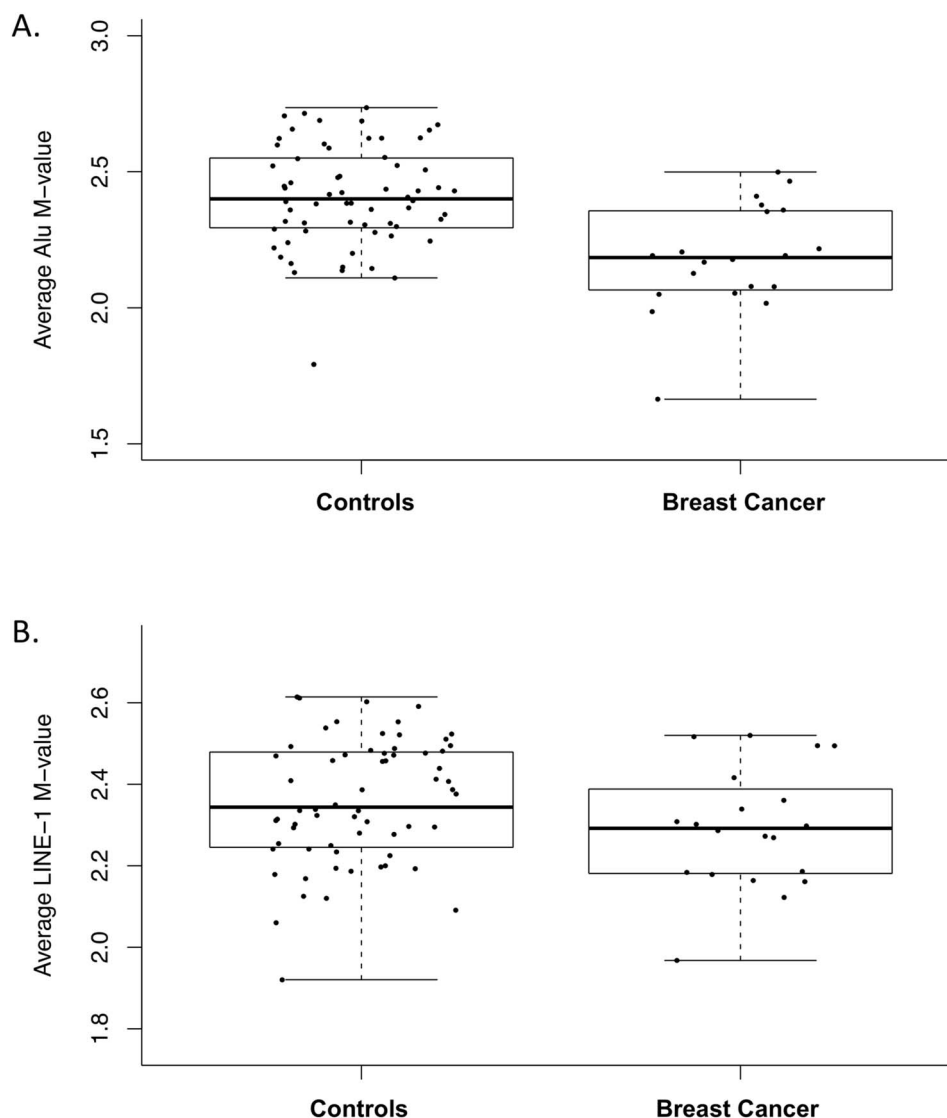 A.
Average Alu M−value
3.0
2.5
2.0
1.5
Controls
Breast Cancer
B.
Average LINE−1 M−value
2.6
2.4
2.2
2.0
1.8
Controls
Breast Cancer